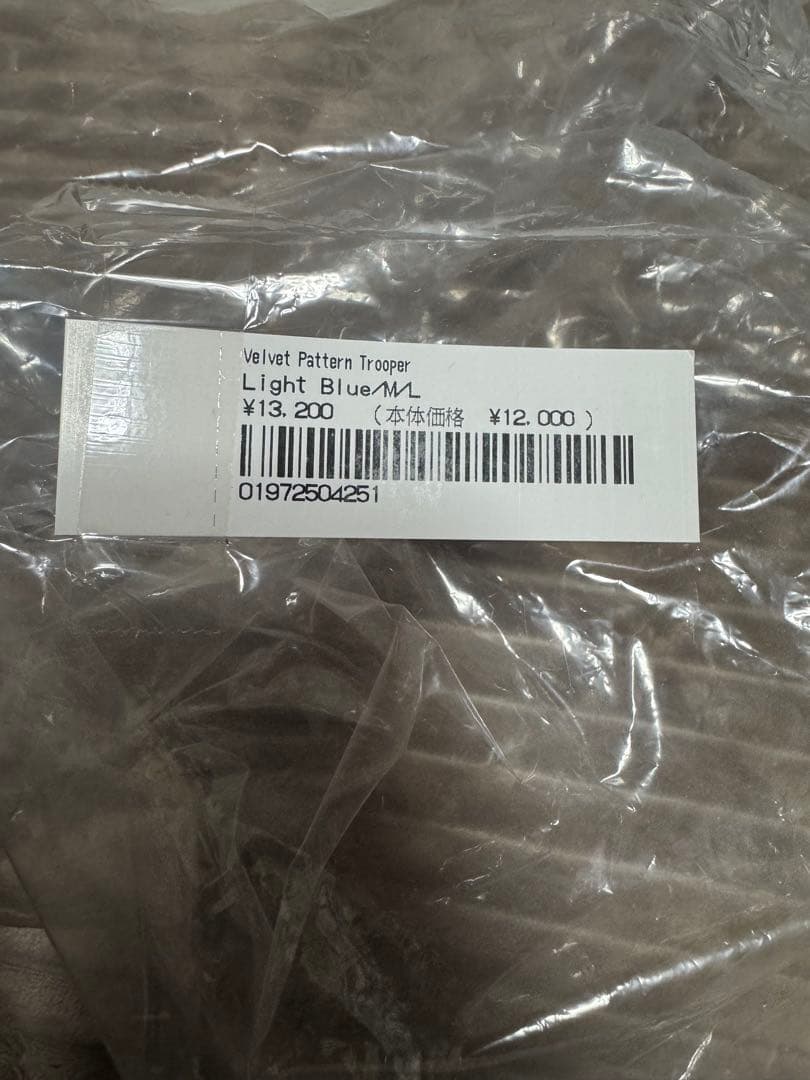 Velvet Pattern Trooper
Light Blue/M/L
¥13,200 (本体価格 ¥12,000 )
01972504251